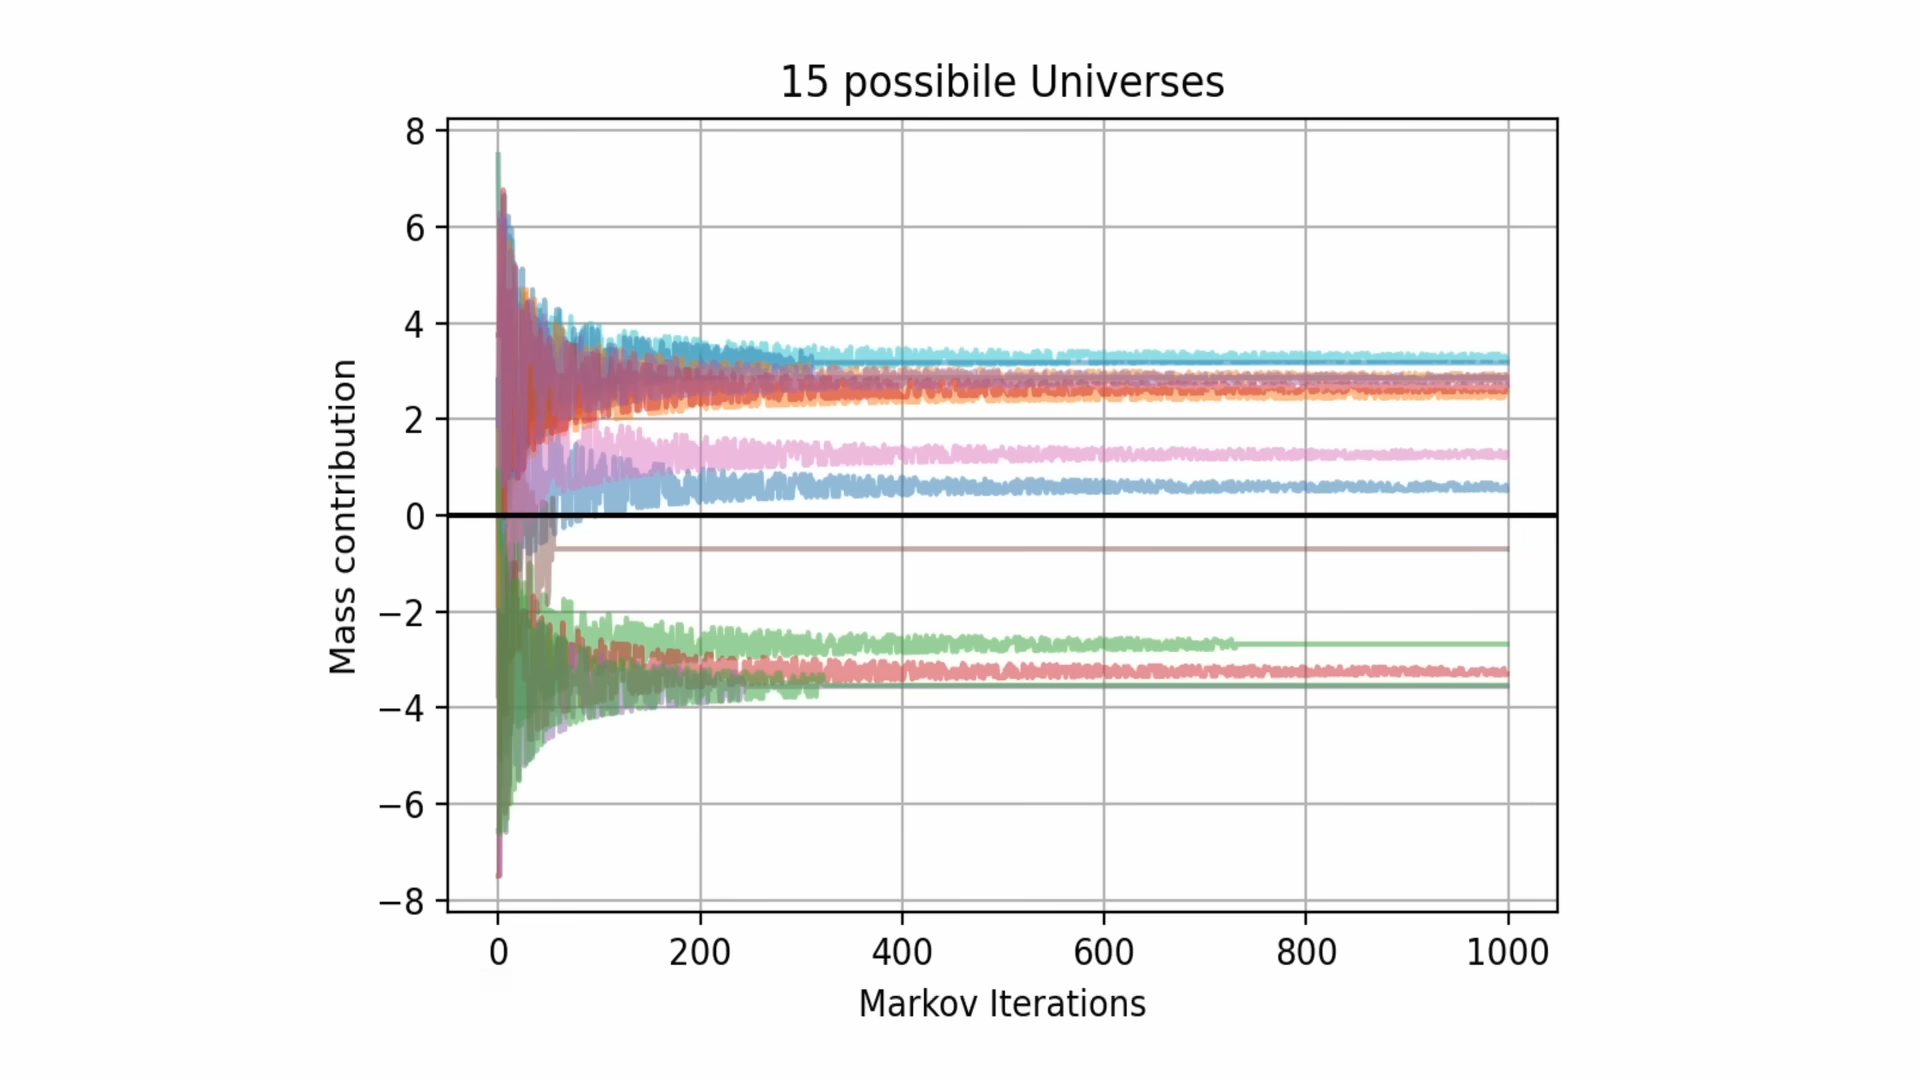 15 possibile Universes
8
6
4
2
0
−2
−4
−6
−8
Mass contribution
0 200 400 600 800 1000
Markov Iterations